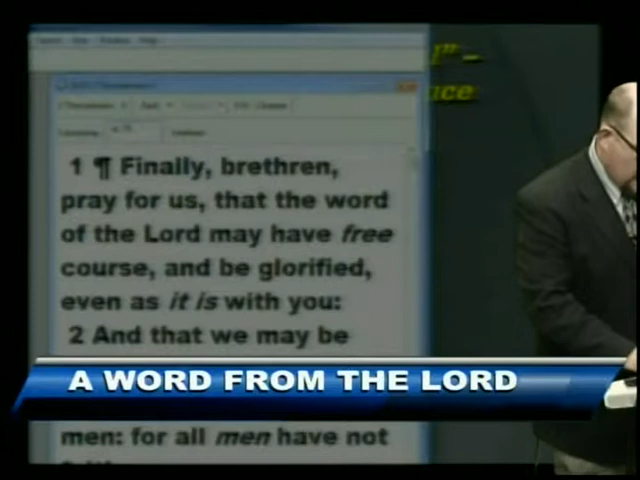 1 ¶ Finally, brethren,
pray for us, that the word
of the Lord may have free
course, and be glorified,
even as it is with you:
2 And that we may be
A WORD FROM THE LORD
men: for all men have not